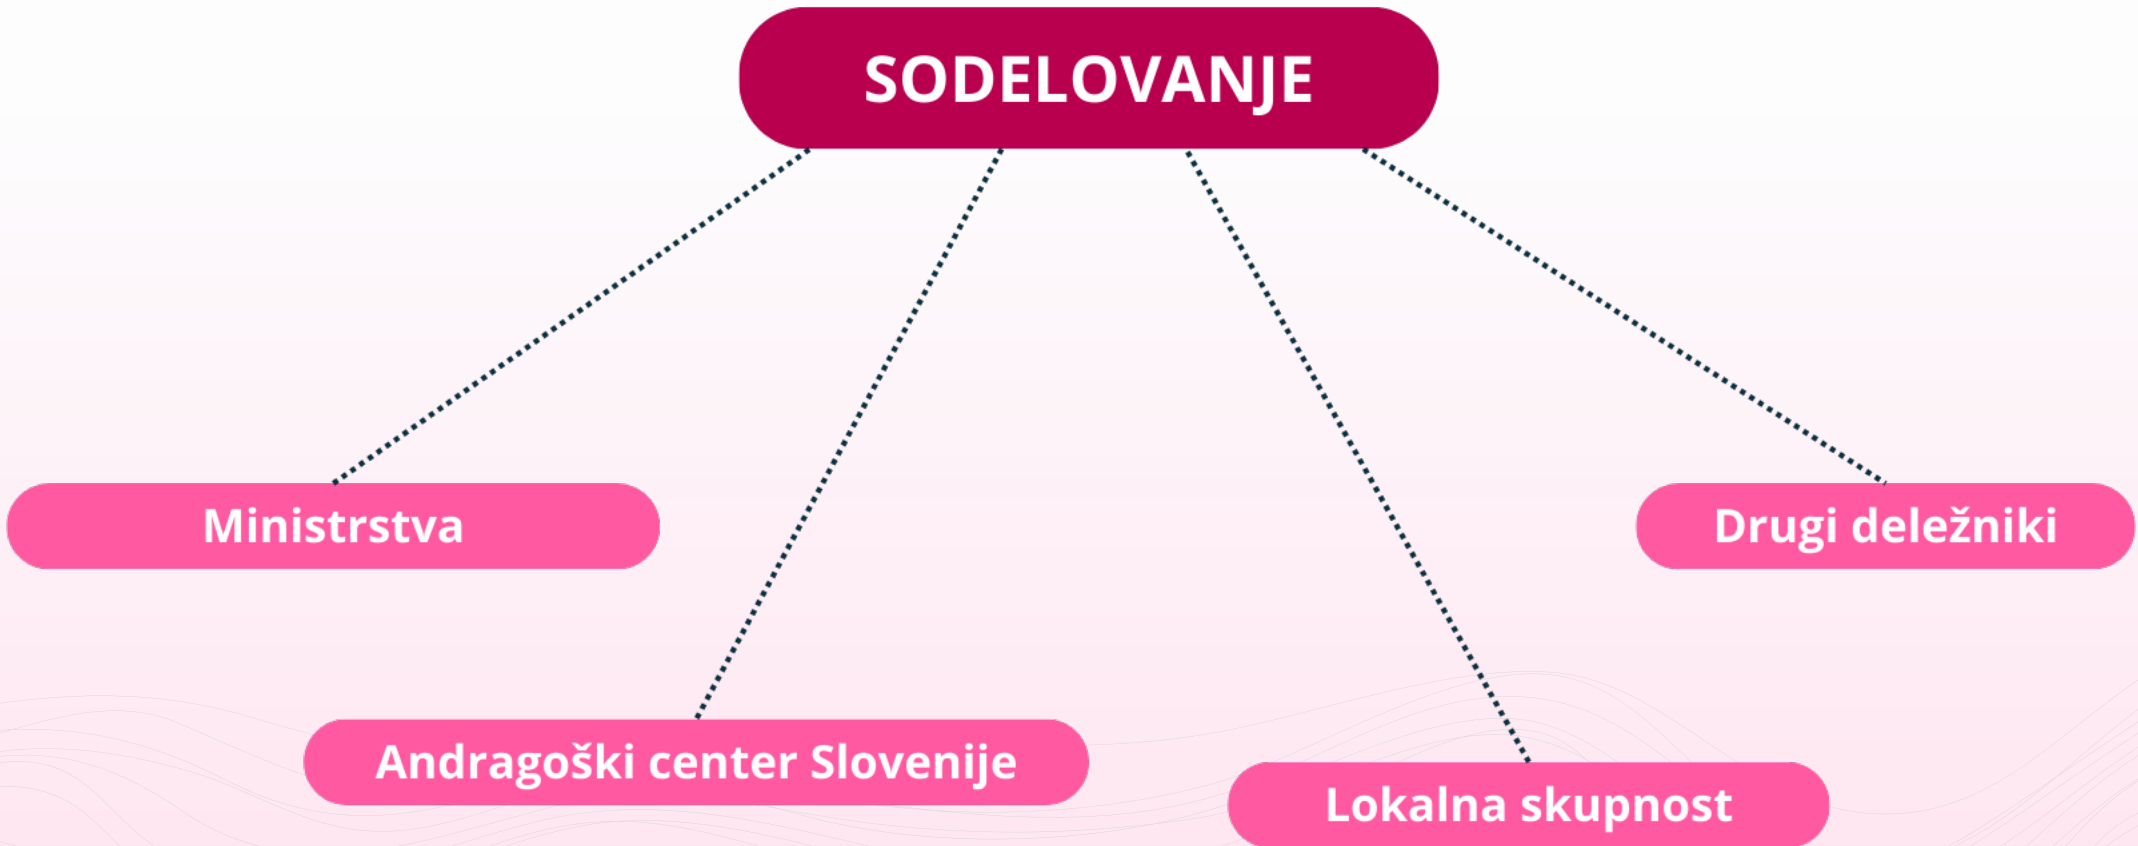 SODELOVANJE
Ministrstva
Drugi deležniki
Andragoški center Slovenije
Lokalna skupnost